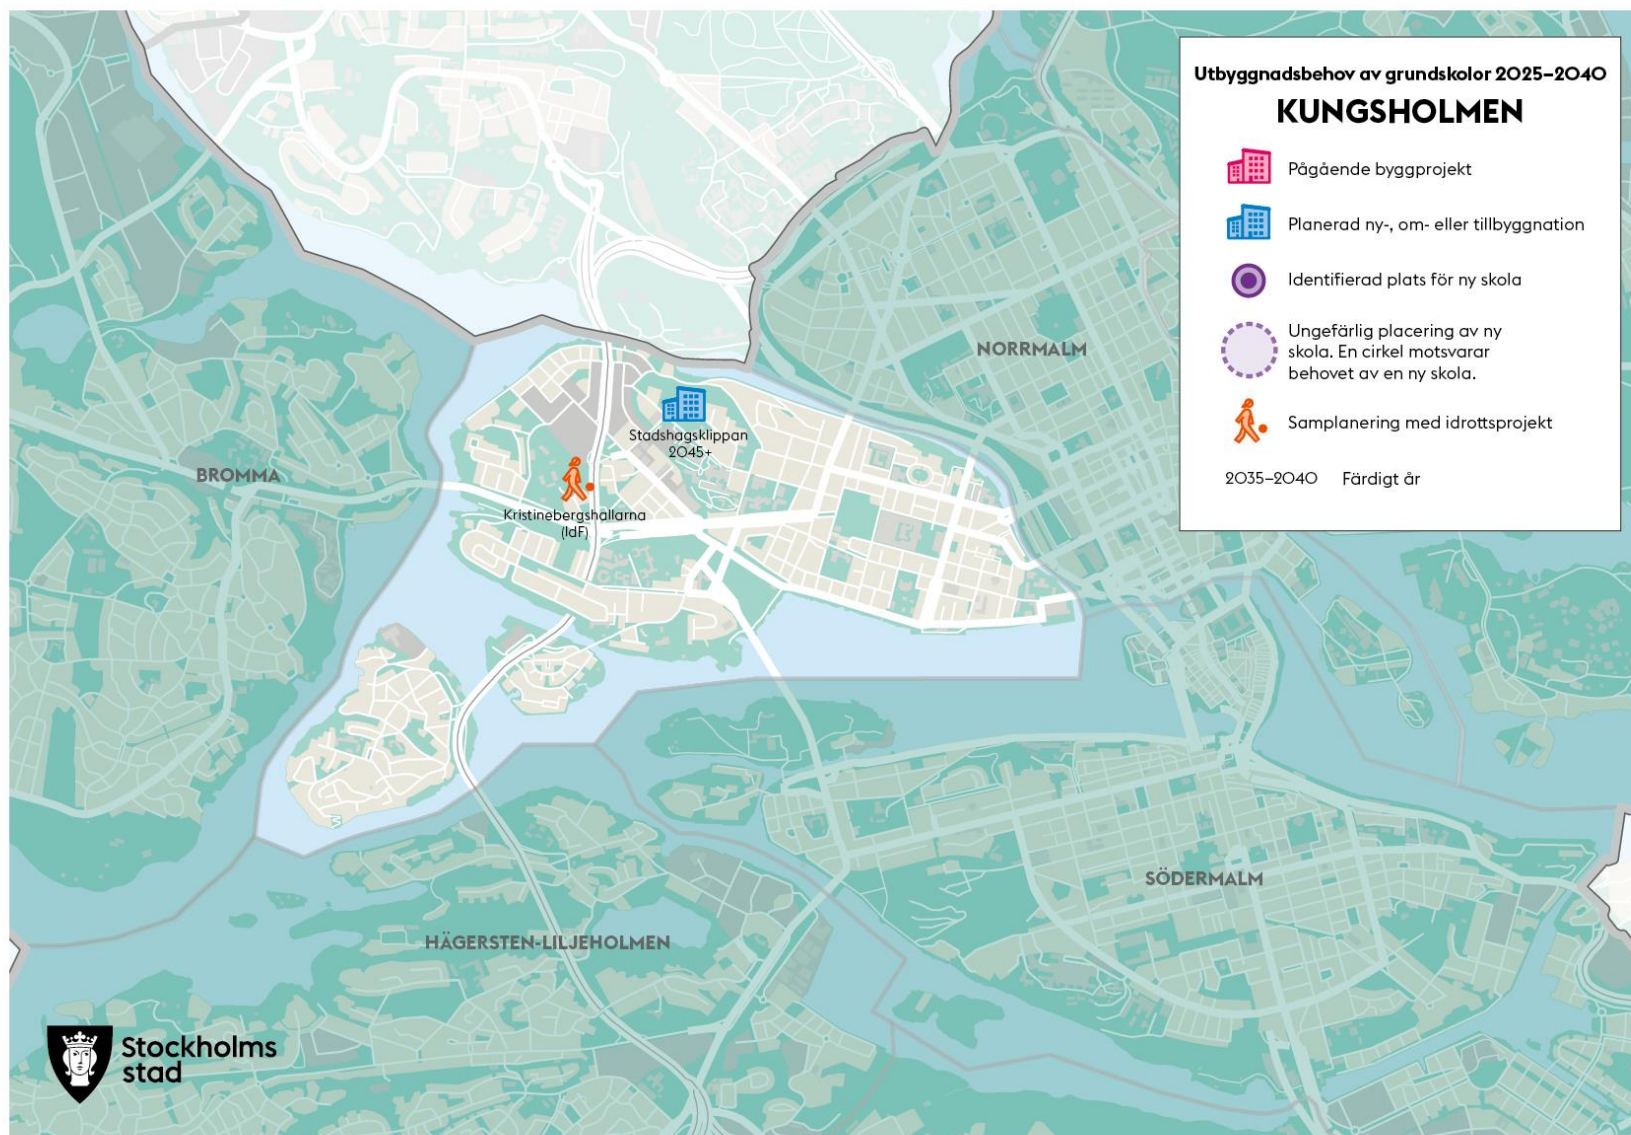 Utbyggnadsbehov av grundskolor 2025–2040
KUNGSHOLMEN
Pågående byggprojekt
Planerad ny-, om- eller tillbyggnation
Identifierad plats för ny skola
Ungefärlig placering av ny
skola. En cirkel motsvarar
behovet av en ny skola.
Samplanering med idrottsprojekt
2035–2040 Färdigt år
NORRMALM
Stadshagsklippan
2045+
BROMMA
Kristinebergshallarna
(IdF)
SÖDERMALM
HÄGERSTEN-LILJEHOLMEN
Stockholms
stad